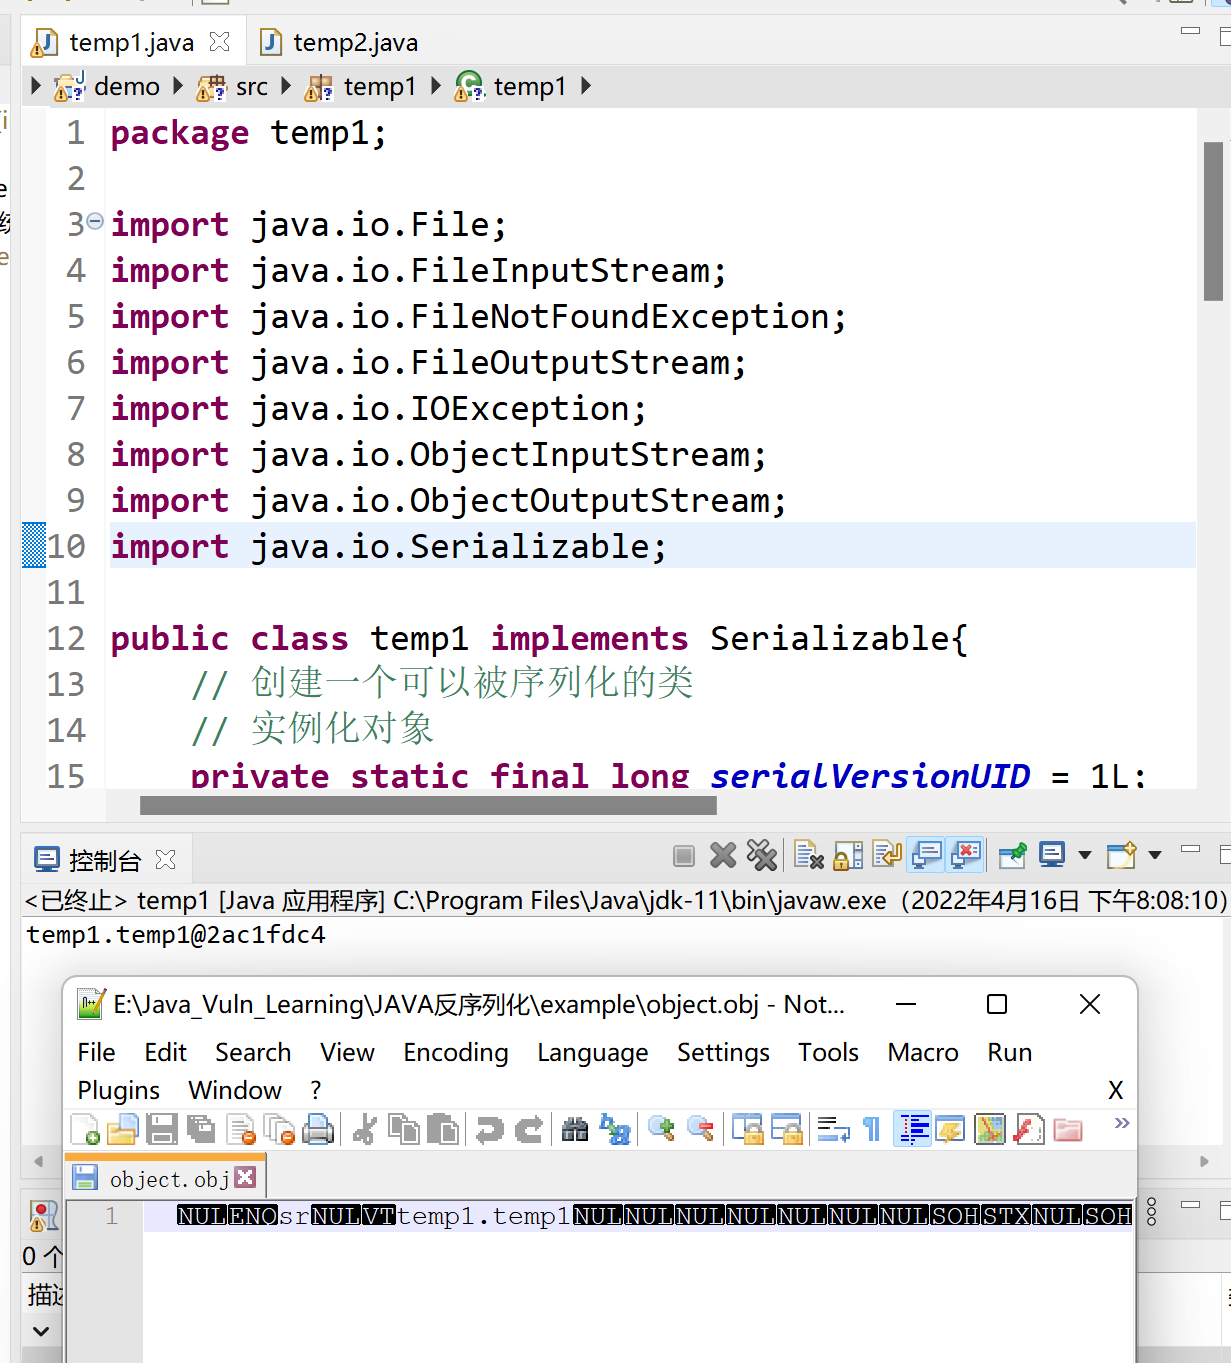 temp1.java temp2.java
demo src temp1 temp1
1 package temp1;
2
3 import java.io.File;
4 import java.io.FileInputStream;
5 import java.io.FileNotFoundException;
6 import java.io.FileOutputStream;
7 import java.io.IOException;
8 import java.io.ObjectInputStream;
9 import java.io.ObjectOutputStream;
10 import java.io.Serializable;
11
12 public class temp1 implements Serializable{
13 // 创建一个可以被序列化的类
14 // 实例化对象
15 private static final long serialVersionUID = 1L;
控制台
<已终止> temp1 [Java 应用程序] C:\Program Files\Java\jdk-11\bin\javaw.exe（2022年4月16日 下午8:08:10）
temp1.temp1@2ac1fdc4
E:\Java_Vuln_Learning\JAVA反序列化\example\object.obj - Not...
File Edit Search View Encoding Language Settings Tools Macro Run
Plugins Window ? X
object.obj
1 NULENQsrNULVTtemp1.temp1NULNULNULNULNULNULNULSOHSTXNULSOH
0 个
描述